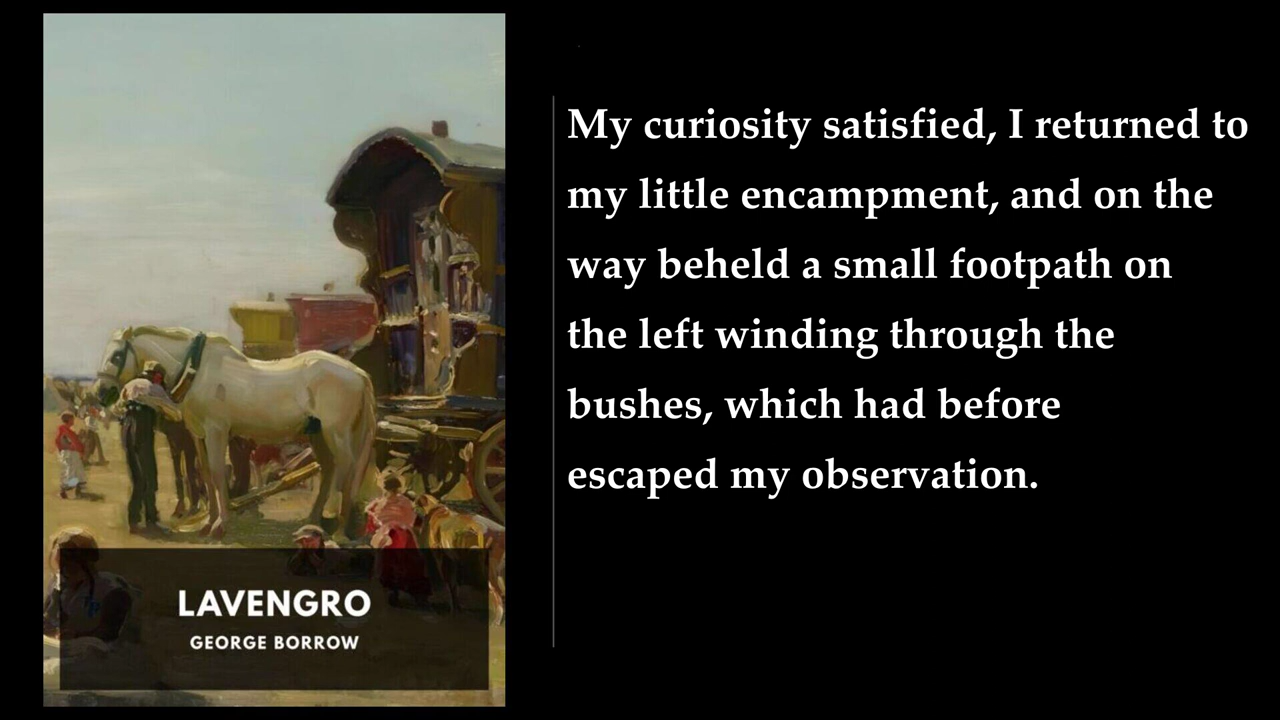 LAVENGRO
GEORGE BORROW
My curiosity satisfied, I returned to
my little encampment, and on the
way beheld a small footpath on
the left winding through the
bushes, which had before
escaped my observation.